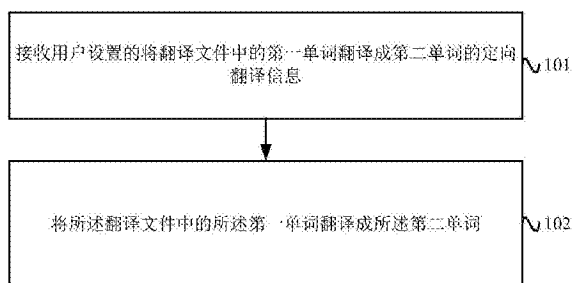 接收用户设置的将翻译文件中的第一单词翻译成第二单词的定向
翻译信息
101
将所述翻译文件中的所述第一单词翻译成所述第二单词
102